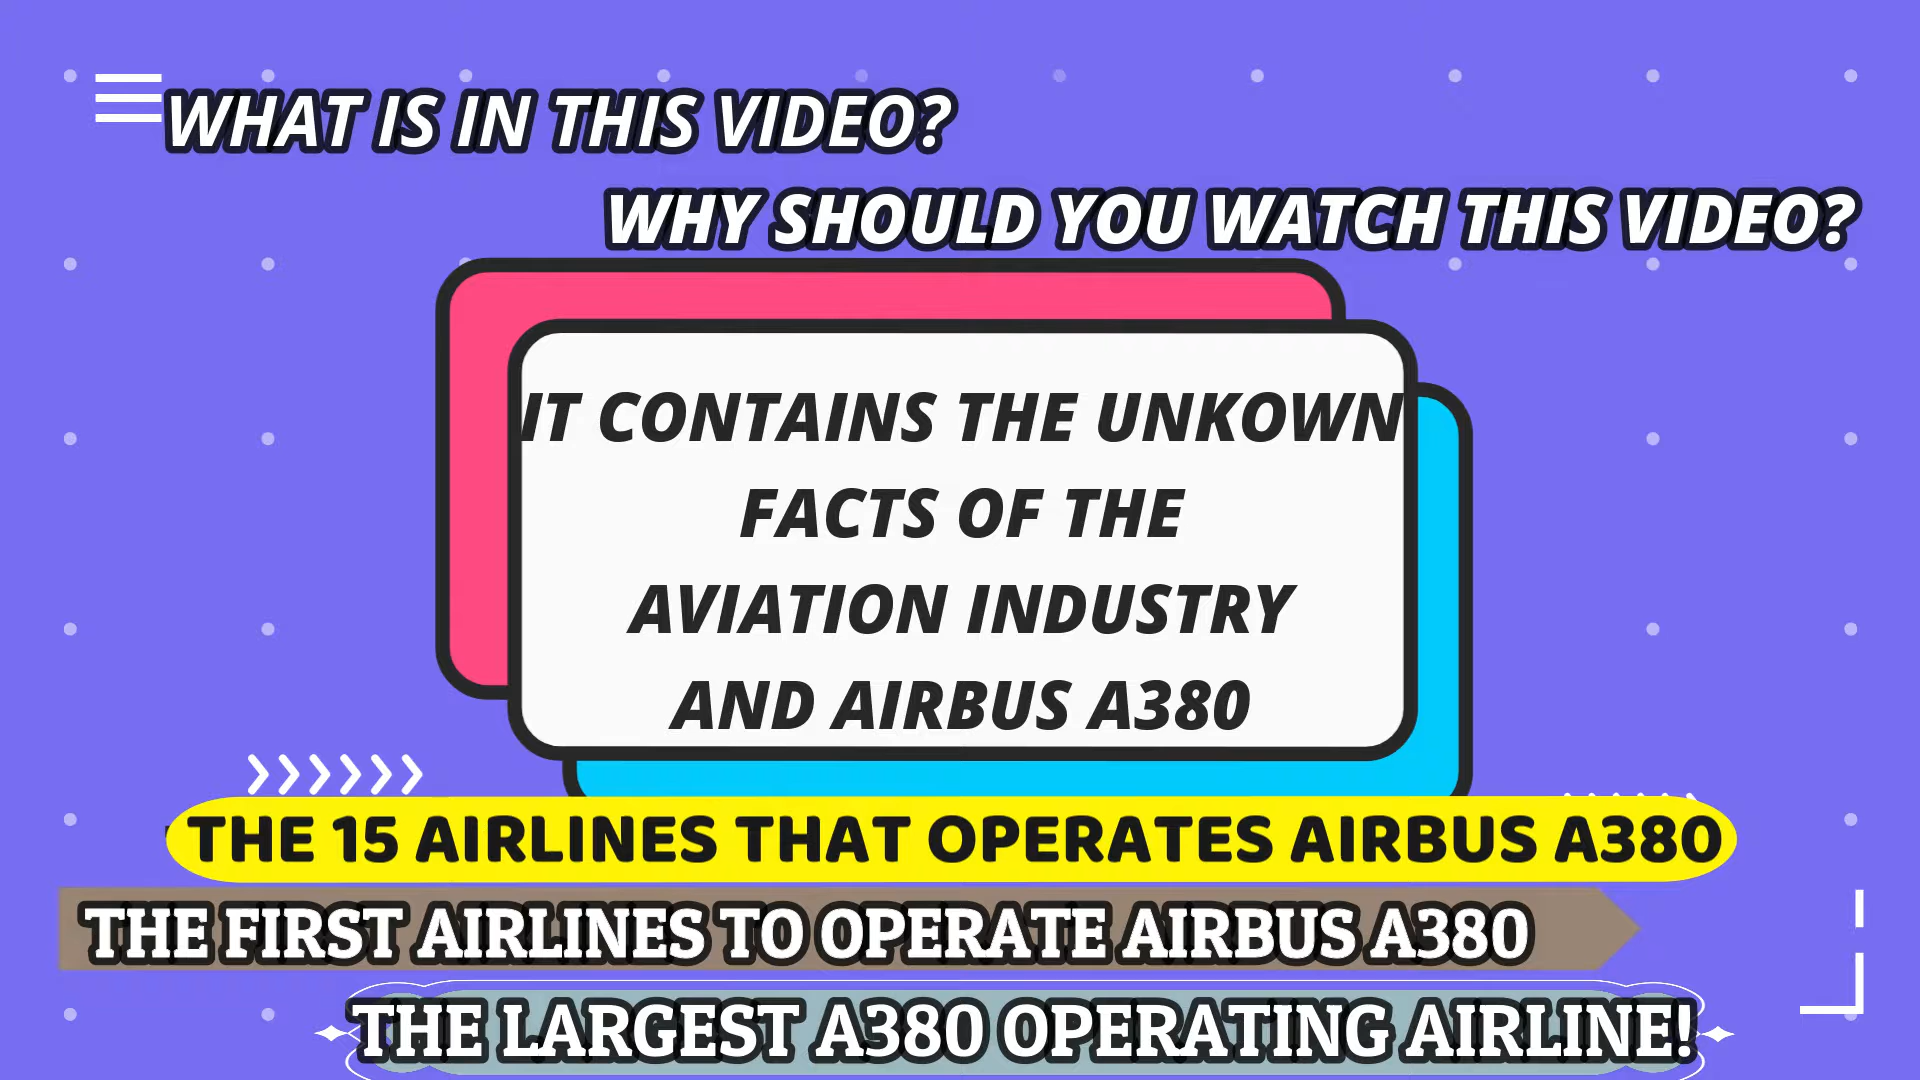 WHAT IS IN THIS VIDEO?
WHY SHOULD YOU WATCH THIS VIDEO?
IT CONTAINS THE UNKOWN
FACTS OF THE
AVIATION INDUSTRY
AND AIRBUS A380
THE 15 AIRLINES THAT OPERATES AIRBUS A380
THE FIRST AIRLINES TO OPERATE AIRBUS A380
THE LARGEST A380 OPERATING AIRLINE!